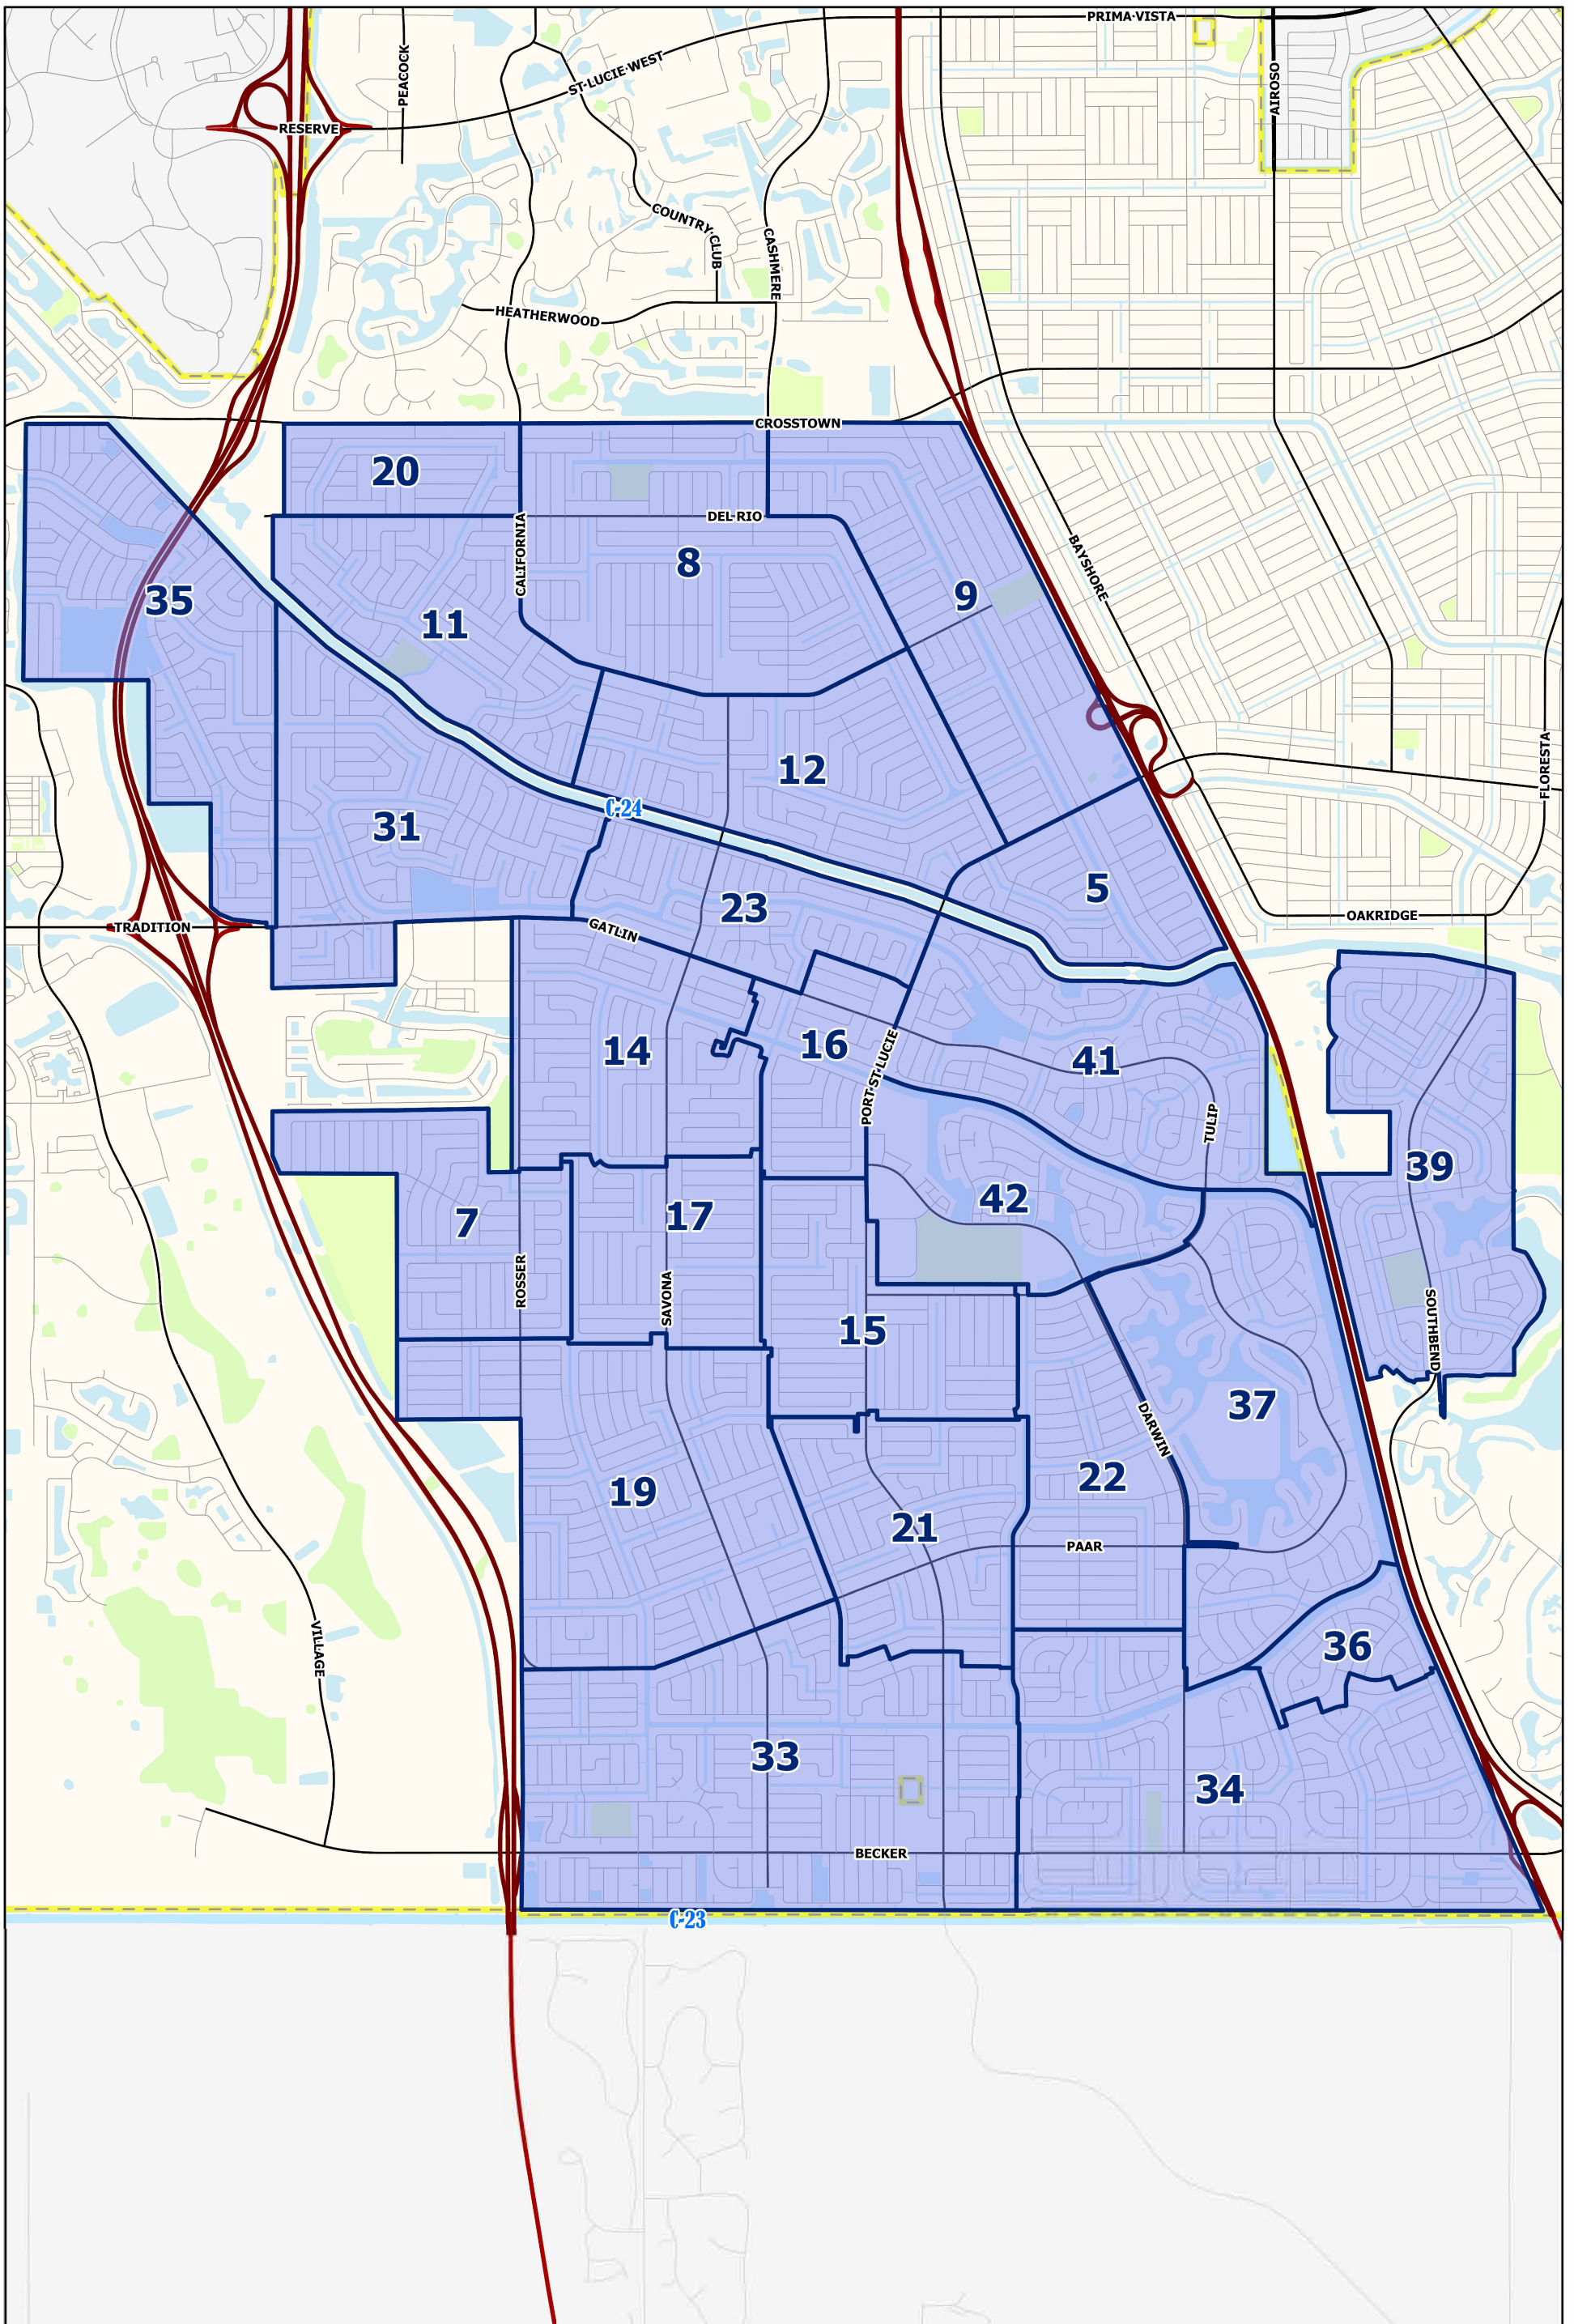 PRIMA VISTA
PEACOCK
ST LUCIE WEST
AIROSO
RESERVE
COUNTRY CLUB
CASHMERE
HEATHERWOOD
CROSSTOWN
20
DEL RIO
CALIFORNIA
8
BAYSHORE
9
35
11
12
FLORESTA
C-24
31
5
23
OAKRIDGE
TRADITION
GATLIN
14
16
PORT ST LUCIE
41
TULIP
39
42
17
7
ROSSER
SAVONA
15
SOUTHBEND
37
DARWIN
22
19
21
PAAR
VILLAGE
36
33
34
BECKER
C-23